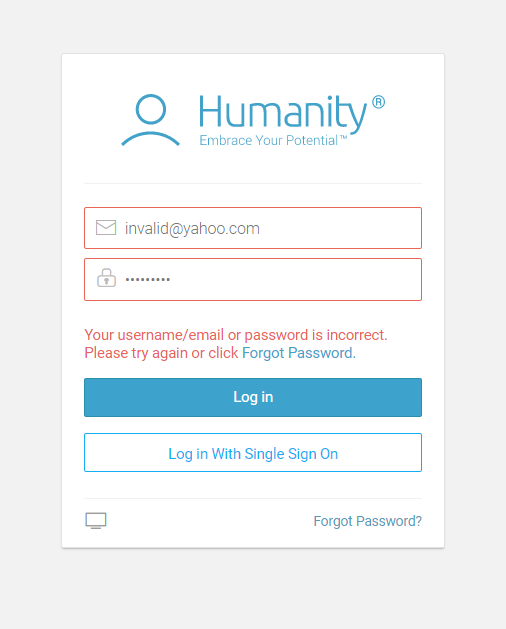 Humanity®
Embrace Your Potential™
invalid@yahoo.com
•••••••••
Your username/email or password is incorrect.
Please try again or click Forgot Password.
Log in
Log in With Single Sign On
Forgot Password?